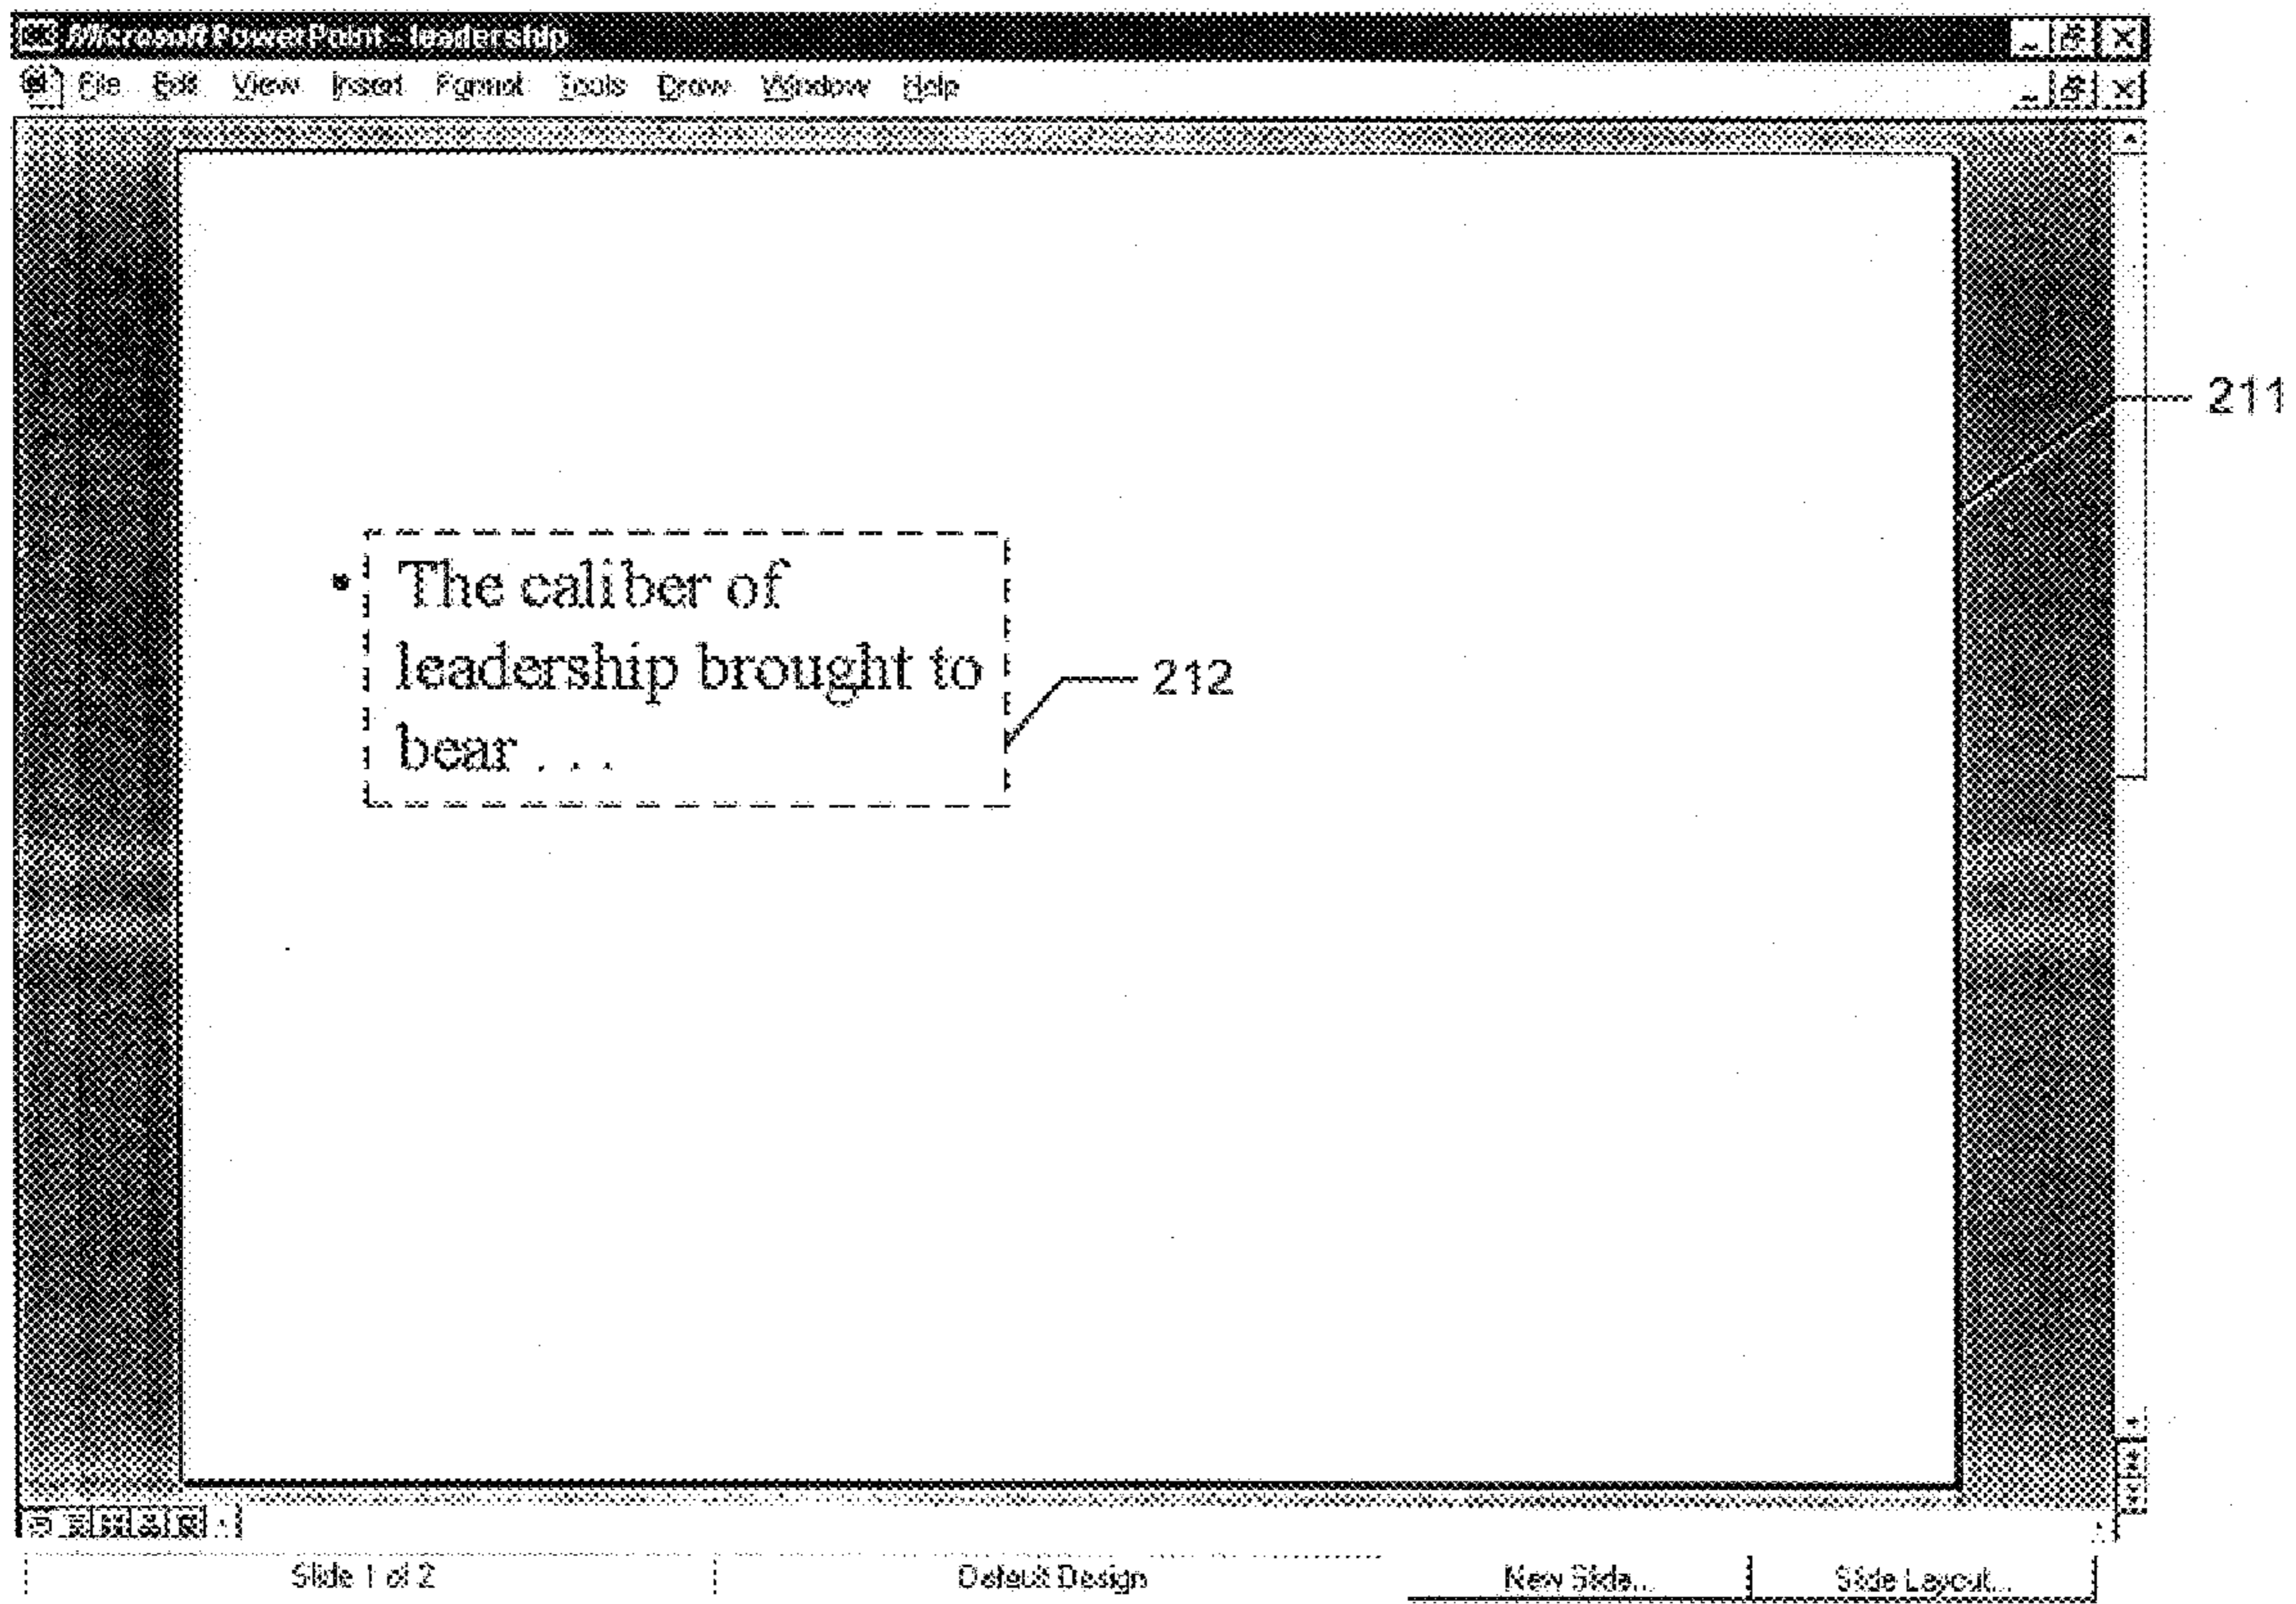 Microsoft PowerPoint - leadership
File Edit View Insert Format Tools Draw Window Help
211
• The caliber of
leadership brought to
bear . . .
212
Slide 1 of 2 Default Design New Slide... Slide Layout...